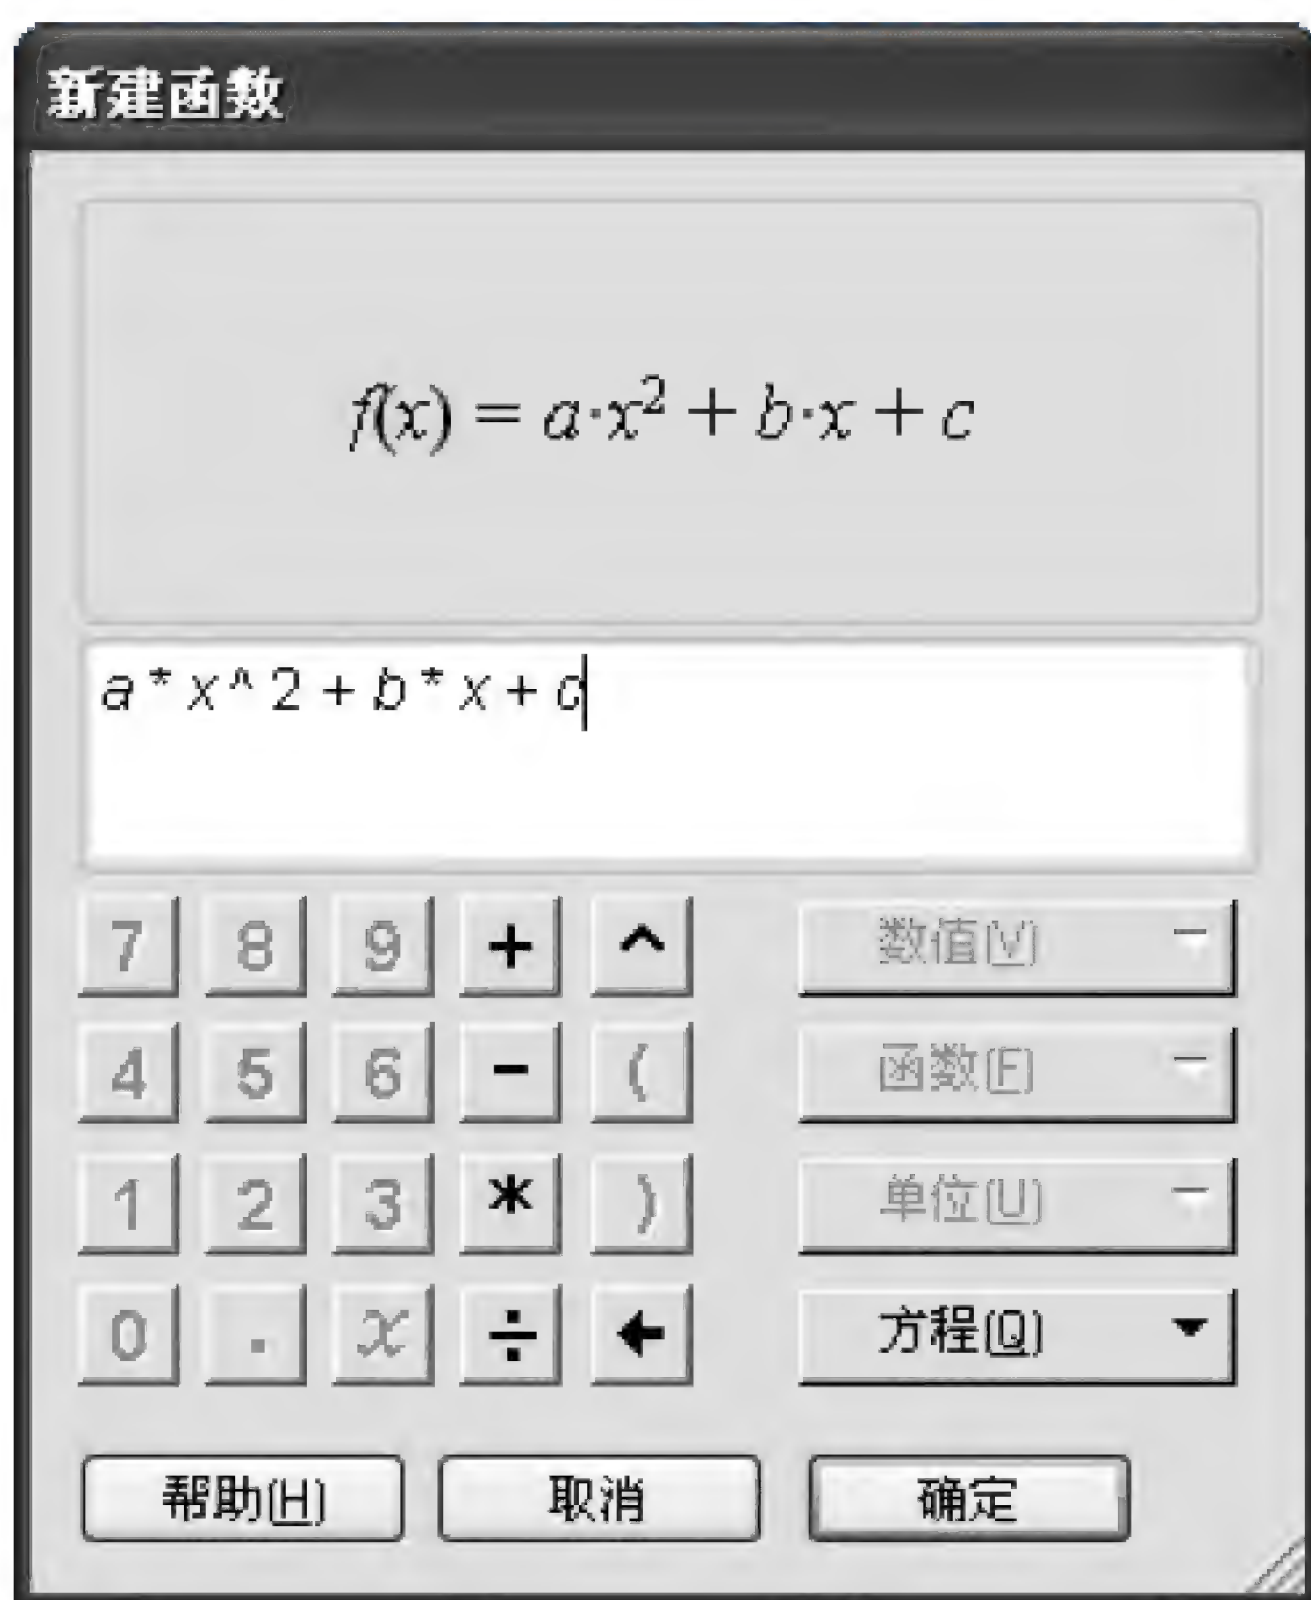 新建函数
f(x) = a·x² + b·x + c
a * x ^ 2 + b * x + c
7 8 9 + ^ 数值(V)
4 5 6 - ( 函数(F)
1 2 3 * ) 单位(U)
0 . x ÷ ← 方程(Q)
帮助(H) 取消 确定